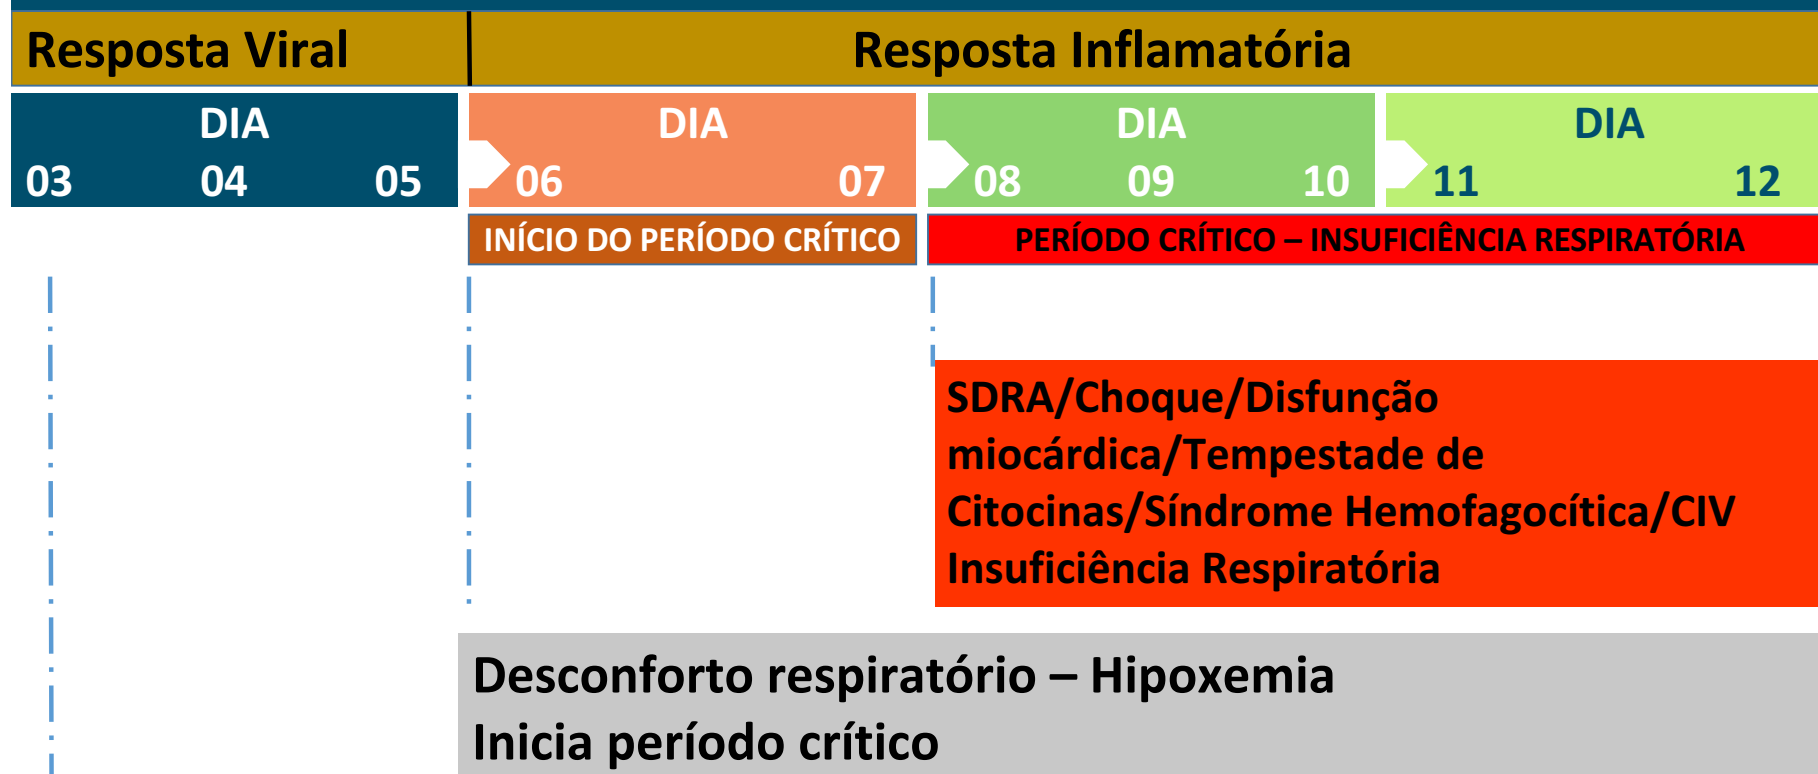 Resposta Viral
Resposta Inflamatória
DIA
03 04 05
DIA
06 07
DIA
08 09 10
DIA
11 12
INÍCIO DO PERÍODO CRÍTICO
PERÍODO CRÍTICO – INSUFICIÊNCIA RESPIRATÓRIA
SDRA/Choque/Disfunção
miocárdica/Tempestade de
Citocinas/Síndrome Hemofagocítica/CIV
Insuficiência Respiratória
Desconforto respiratório – Hipoxemia
Inicia período crítico